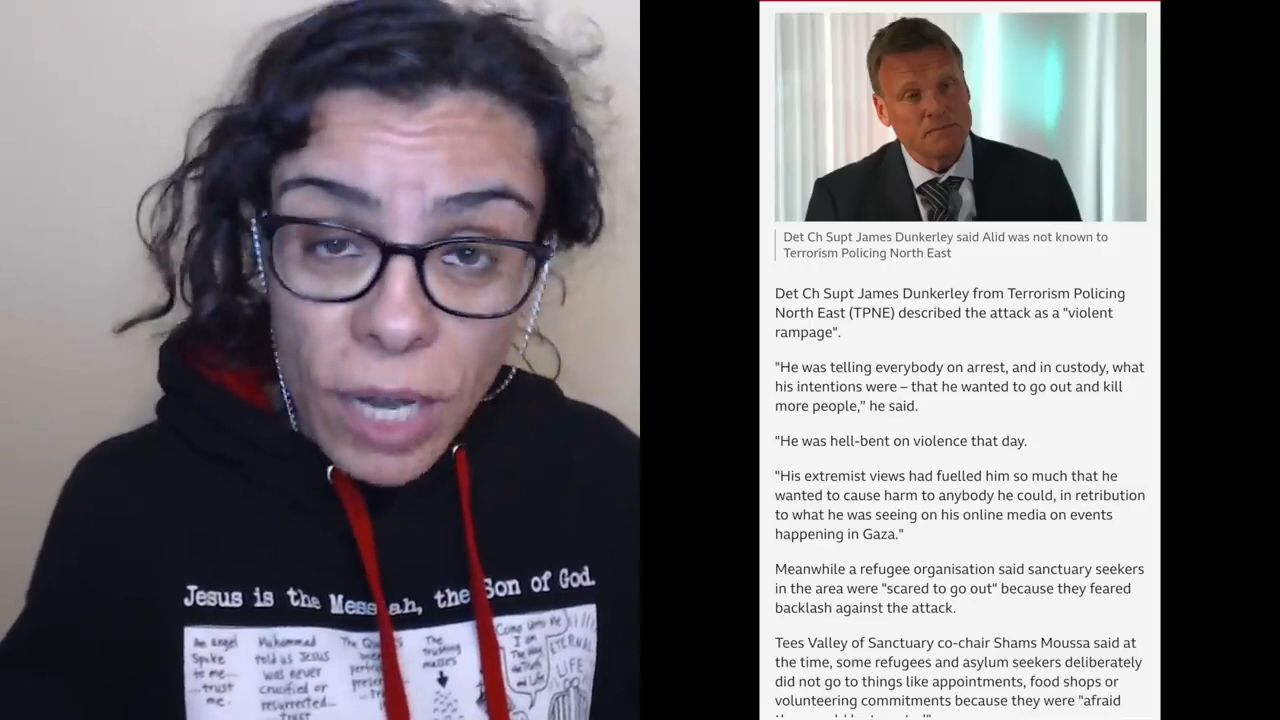 Jesus is the Messiah, the Son of God.
An angel
Spoke
to me...
...trust
me.
Muhammad
told us Jesus
was never
crucified or
resurrected...
The
trusting
masses
Come Unto Me
I am
The Way
the Truth
and Life
ETERNAL
LIFE
Det Ch Supt James Dunkerley said Alid was not known to
Terrorism Policing North East
Det Ch Supt James Dunkerley from Terrorism Policing
North East (TPNE) described the attack as a "violent
rampage".
"He was telling everybody on arrest, and in custody, what
his intentions were – that he wanted to go out and kill
more people,” he said.
"He was hell-bent on violence that day.
"His extremist views had fuelled him so much that he
wanted to cause harm to anybody he could, in retribution
to what he was seeing on his online media on events
happening in Gaza."
Meanwhile a refugee organisation said sanctuary seekers
in the area were "scared to go out" because they feared
backlash against the attack.
Tees Valley of Sanctuary co-chair Shams Moussa said at
the time, some refugees and asylum seekers deliberately
did not go to things like appointments, food shops or
volunteering commitments because they were "afraid